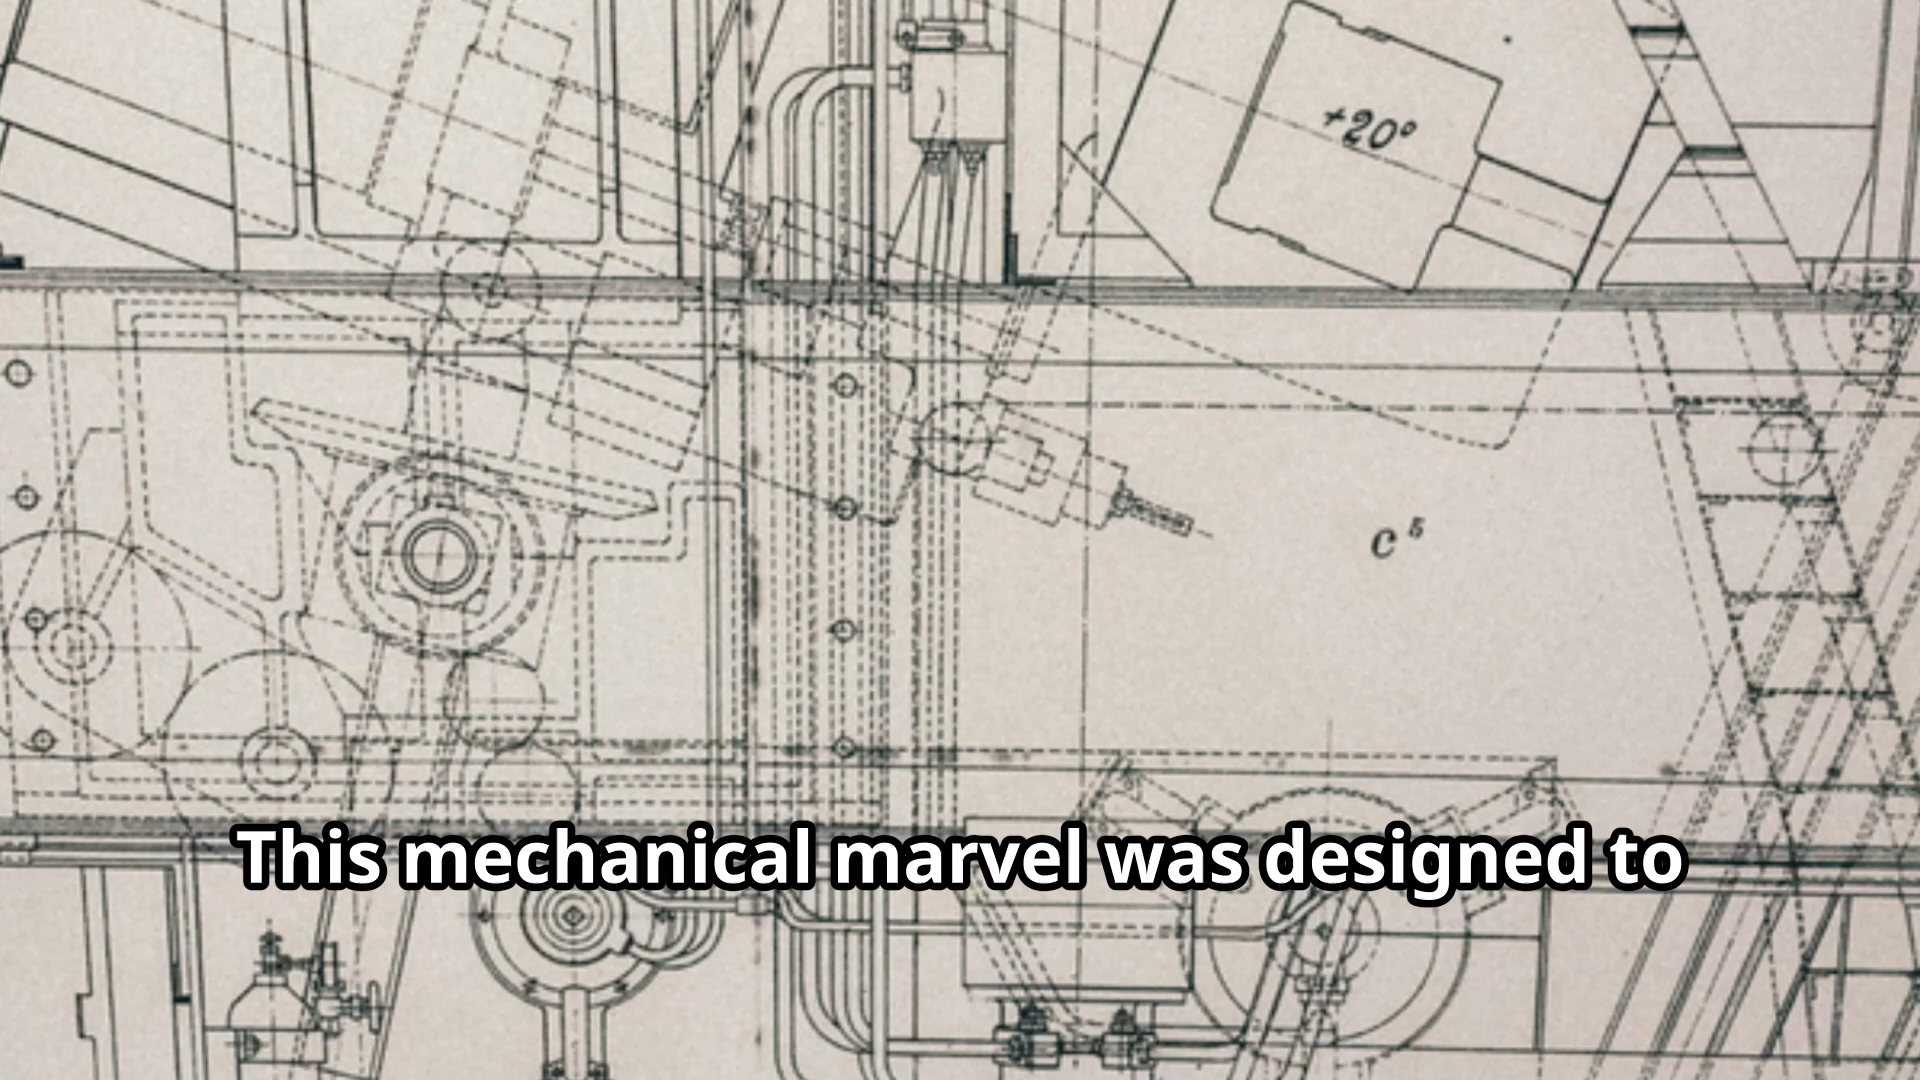 +20°
c⁵
This mechanical marvel was designed to